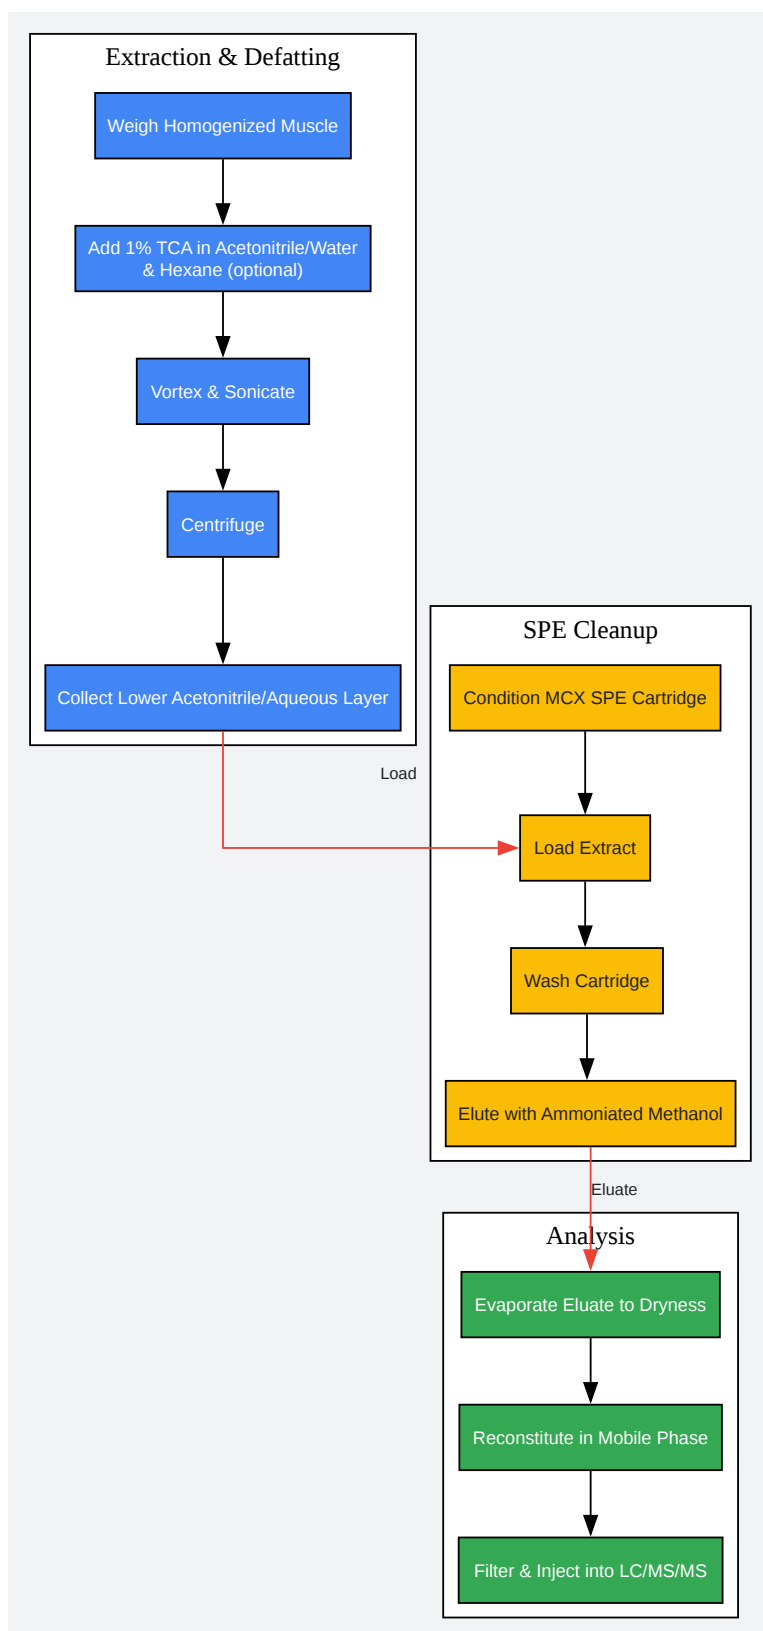 Extraction & Defatting
Weigh Homogenized Muscle
Add 1% TCA in Acetonitrile/Water
& Hexane (optional)
Vortex & Sonicate
Centrifuge
Collect Lower Acetonitrile/Aqueous Layer
Load
SPE Cleanup
Condition MCX SPE Cartridge
Load Extract
Wash Cartridge
Elute with Ammoniated Methanol
Eluate
Analysis
Evaporate Eluate to Dryness
Reconstitute in Mobile Phase
Filter & Inject into LC/MS/MS